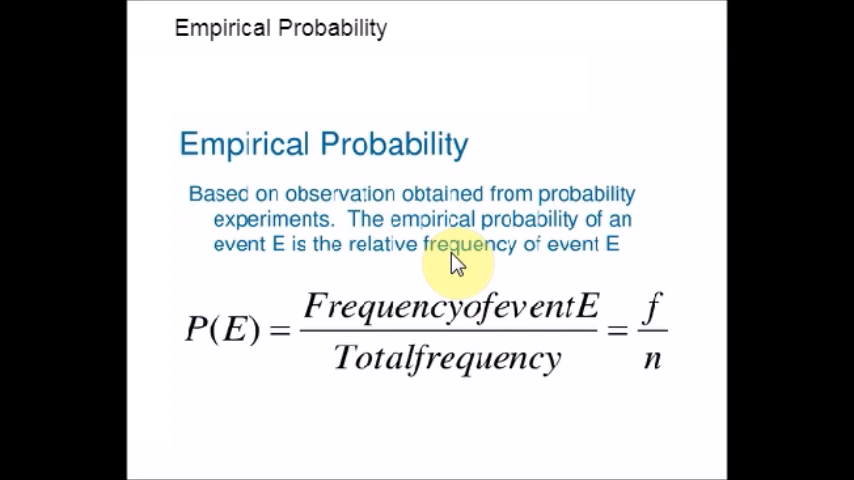 Empirical Probability
Empirical Probability
Based on observation obtained from probability
experiments. The empirical probability of an
event E is the relative frequency of event E
P(E) = FrequencyofeventE / Totalfrequency = f / n